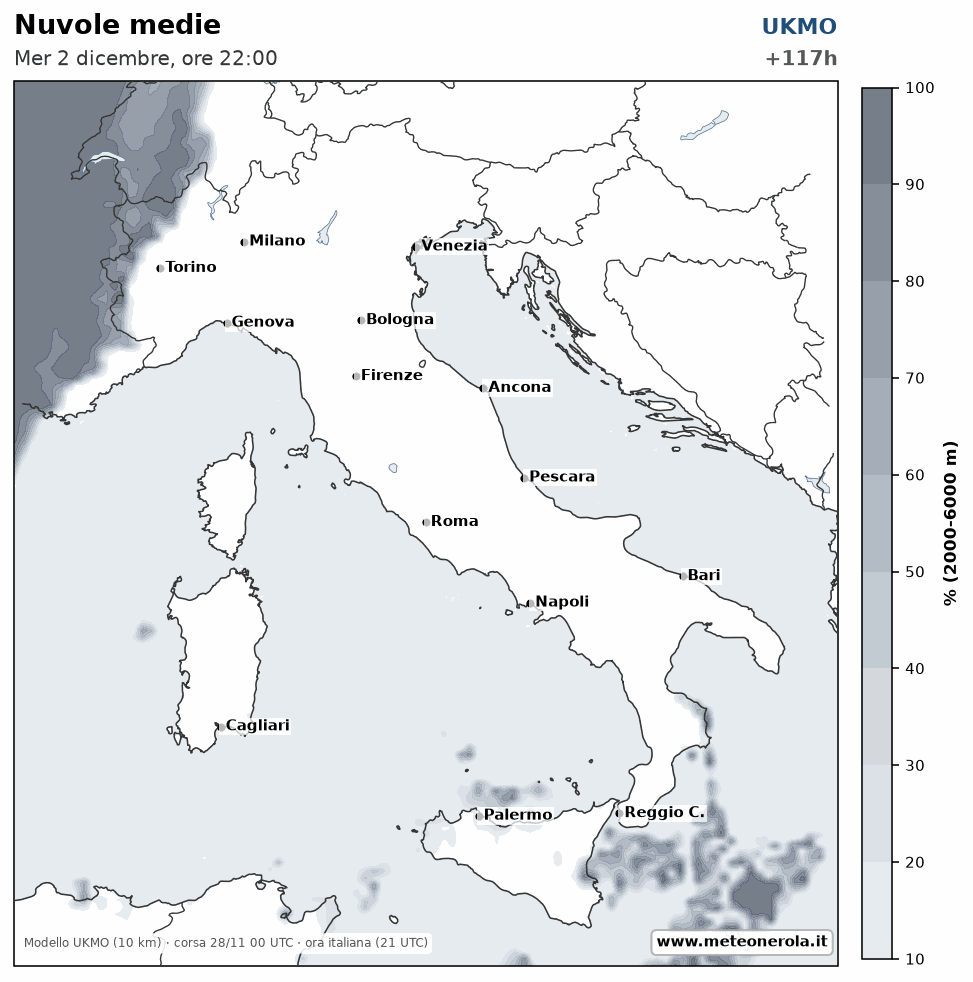 Nuvole medie
UKMO
Mer 2 dicembre, ore 22:00
+117h
100
90
80
70
60
50
40
30
20
10
% (2000-6000 m)
Milano
Venezia
Torino
Genova
Bologna
Firenze
Ancona
Pescara
Roma
Bari
Napoli
Cagliari
Palermo
Reggio C.
Modello UKMO (10 km) · corsa 28/11 00 UTC · ora italiana (21 UTC)
www.meteonerola.it